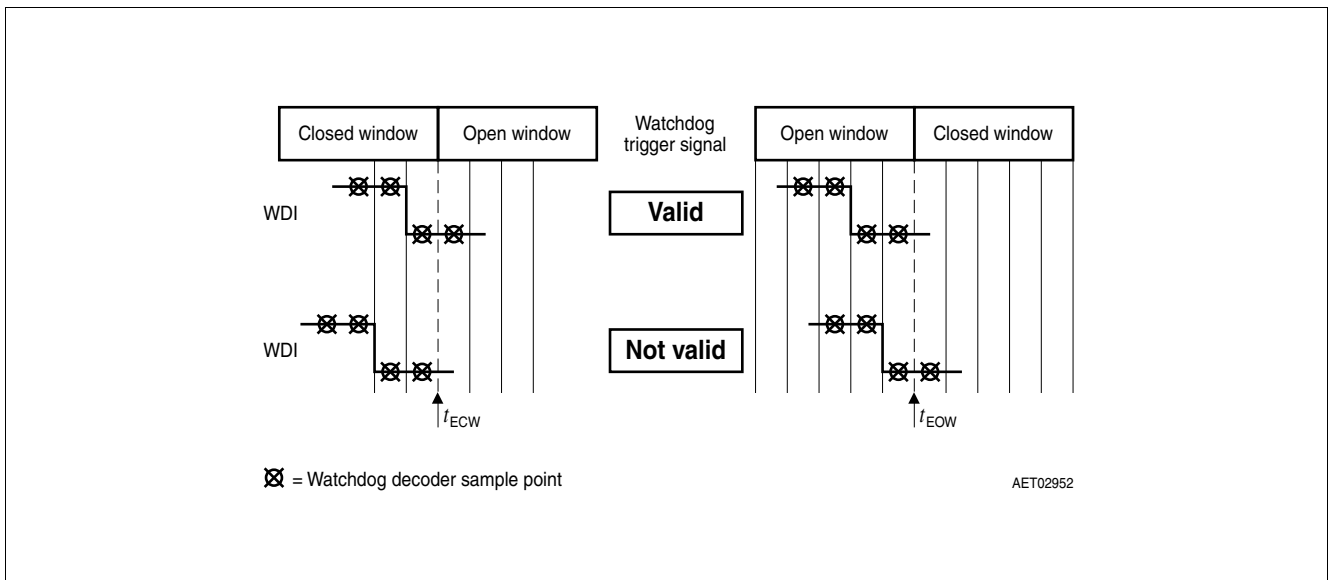 Closed window
Open window
Watchdog
trigger signal
Open window
Closed window
WDI
Valid
WDI
Not valid
tECW
tEOW
= Watchdog decoder sample point
AET02952